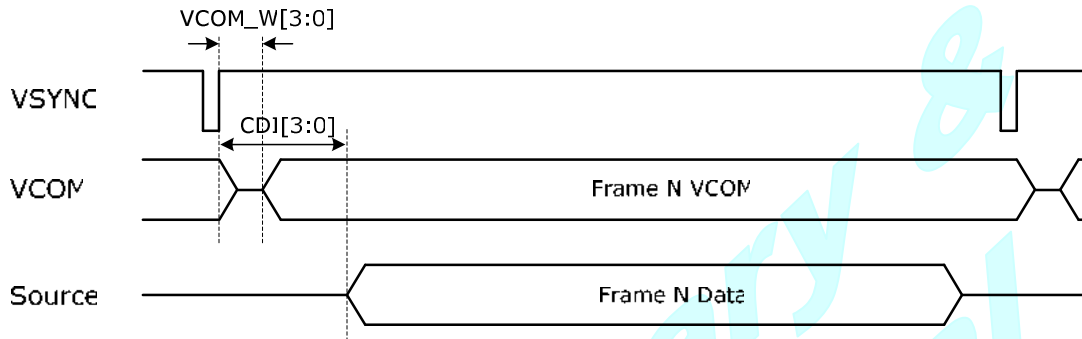 VCOM_W[3:0]
VSYNC
CDI[3:0]
VCOM
Frame N VCOM
Source
Frame N Data